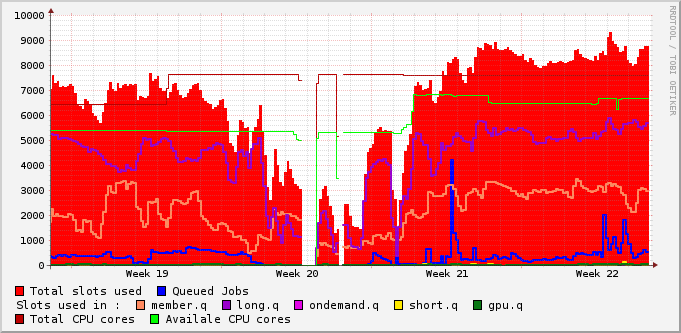 10000
9000
8000
7000
6000
5000
4000
3000
2000
1000
0
Week 19 Week 20 Week 21 Week 22
RRDTOOL / TOBI OETIKER
Total slots used Queued Jobs
Slots used in : member.q long.q ondemand.q short.q gpu.q
Total CPU cores Availale CPU cores